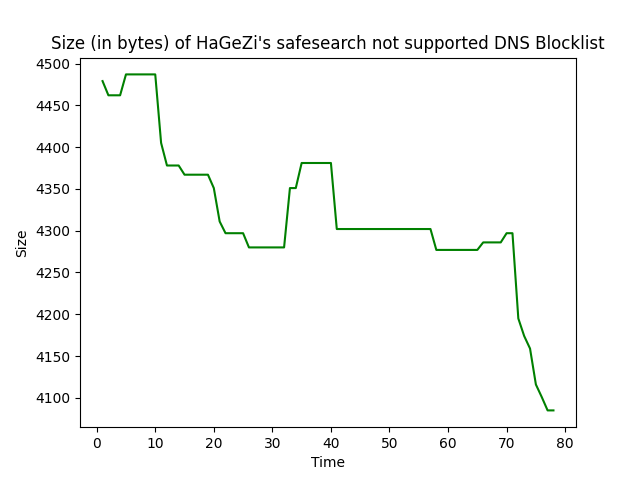 Size (in bytes) of HaGeZi's safesearch not supported DNS Blocklist
4500
4450
4400
4350
4300
4250
4200
4150
4100
Size
0 10 20 30 40 50 60 70 80
Time